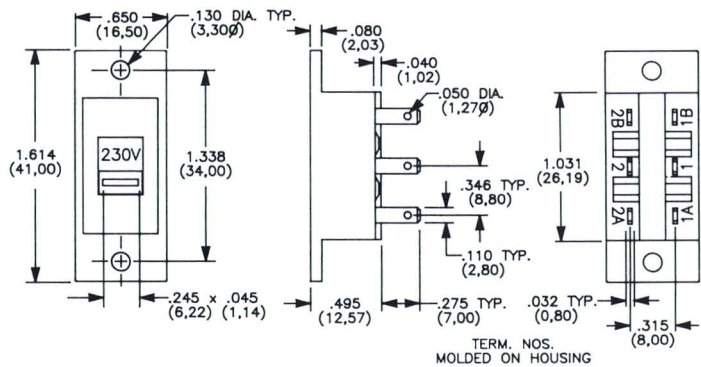 .650
(16,50)
.130 DIA. TYP.
(3,30Ø)
.080
(2,03)
.040
(1,02)
.050 DIA.
(1,27Ø)
1.614
(41,00)
230V
1.338
(34,00)
.346 TYP.
(8,80)
.110 TYP.
(2,80)
1.031
(26,19)
2B
1B
2
1
2A
1A
.245 x .045
(6,22) (1,14)
.495
(12,57)
.275 TYP.
(7,00)
.032 TYP.
(0,80)
.315
(8,00)
TERM. NOS.
MOLDED ON HOUSING